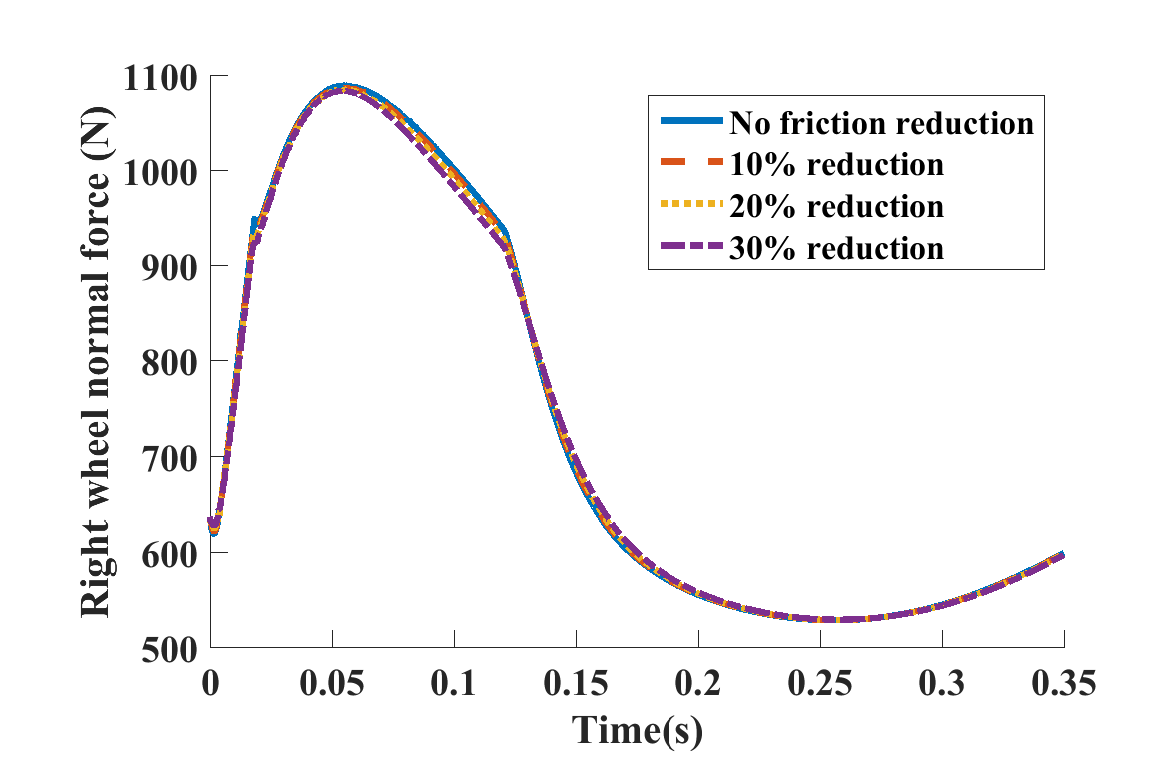 1100
1000
900
800
700
600
500
Right wheel normal force (N)
No friction reduction
10% reduction
20% reduction
30% reduction
0 0.05 0.1 0.15 0.2 0.25 0.3 0.35
Time(s)